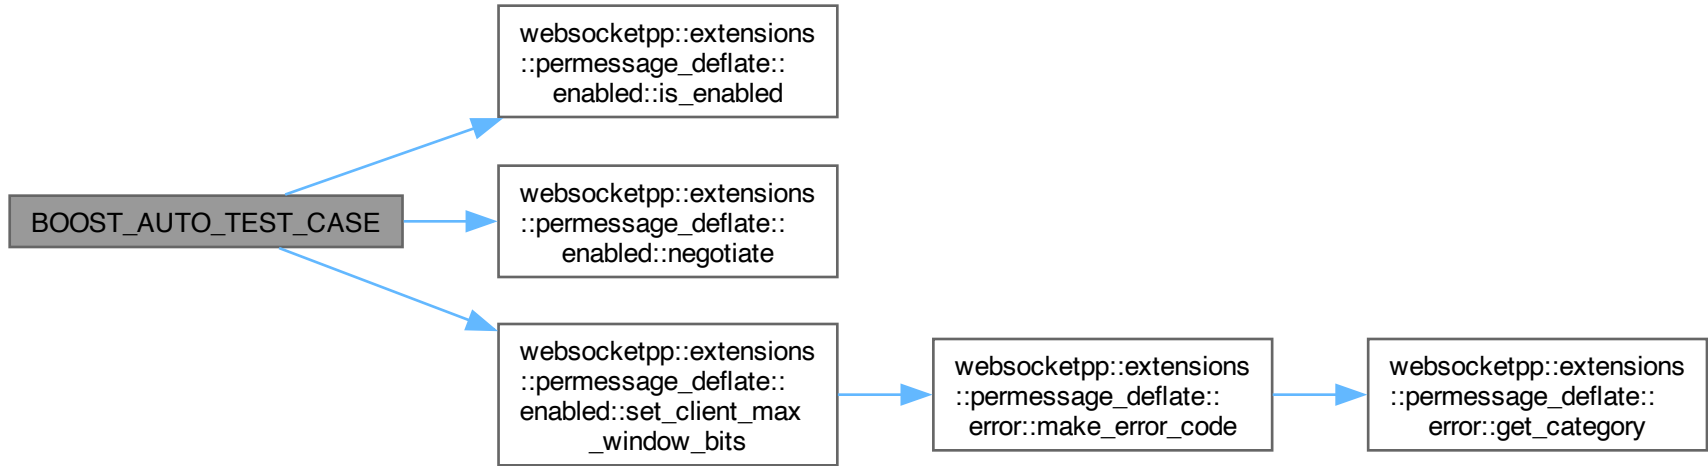 websocketpp::extensions
::permessage_deflate::
enabled::is_enabled
BOOST_AUTO_TEST_CASE
websocketpp::extensions
::permessage_deflate::
enabled::negotiate
websocketpp::extensions
::permessage_deflate::
enabled::set_client_max
_window_bits
websocketpp::extensions
::permessage_deflate::
error::make_error_code
websocketpp::extensions
::permessage_deflate::
error::get_category